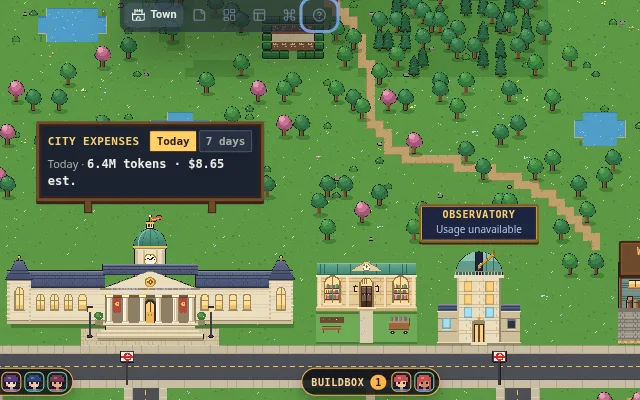 Town
CITY EXPENSES Today 7 days
Today · 6.4M tokens · $8.65
est.
OBSERVATORY
Usage unavailable
BUILDBOX 1